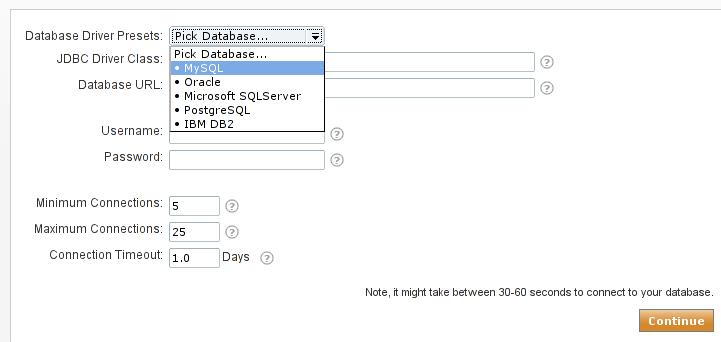 Database Driver Presets: Pick Database...
Pick Database...
JDBC Driver Class:
• MySQL
• Oracle
Database URL:
• Microsoft SQLServer
• PostgreSQL
• IBM DB2
Username: ?
Password: ?
Minimum Connections: 5 ?
Maximum Connections: 25 ?
Connection Timeout: 1.0 Days ?
Note, it might take between 30-60 seconds to connect to your database.
Continue